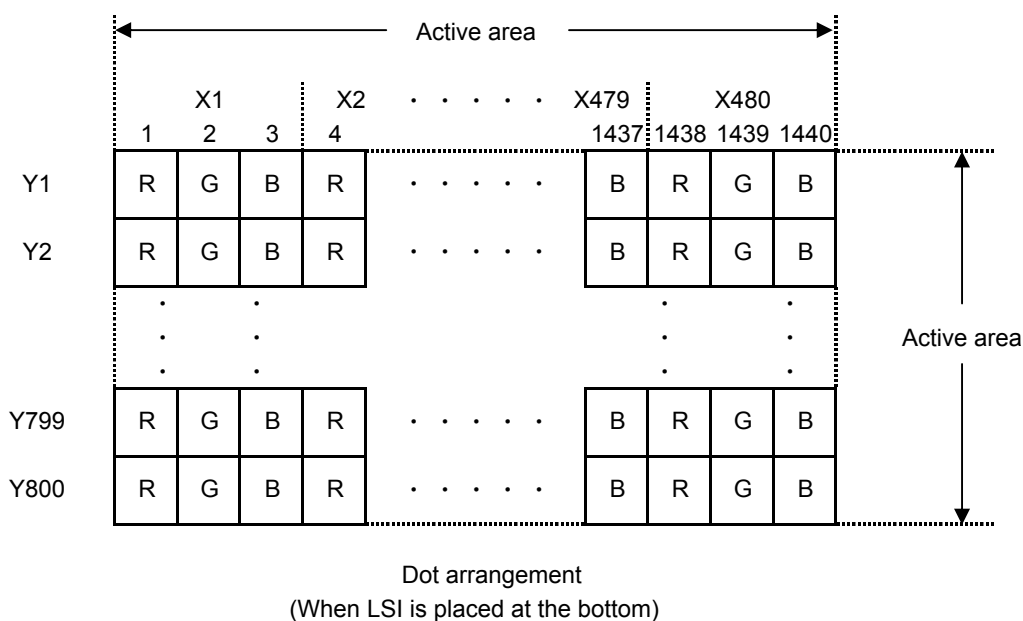 Active area
X1 X2 · · · · · X479 X480
1 2 3 4 1437 1438 1439 1440
Y1 R G B R · · · · · B R G B
Y2 R G B R · · · · · B R G B
· · · ·
· · · ·
Active area
· · · ·
Y799 R G B R · · · · · B R G B
Y800 R G B R · · · · · B R G B
Dot arrangement
(When LSI is placed at the bottom)